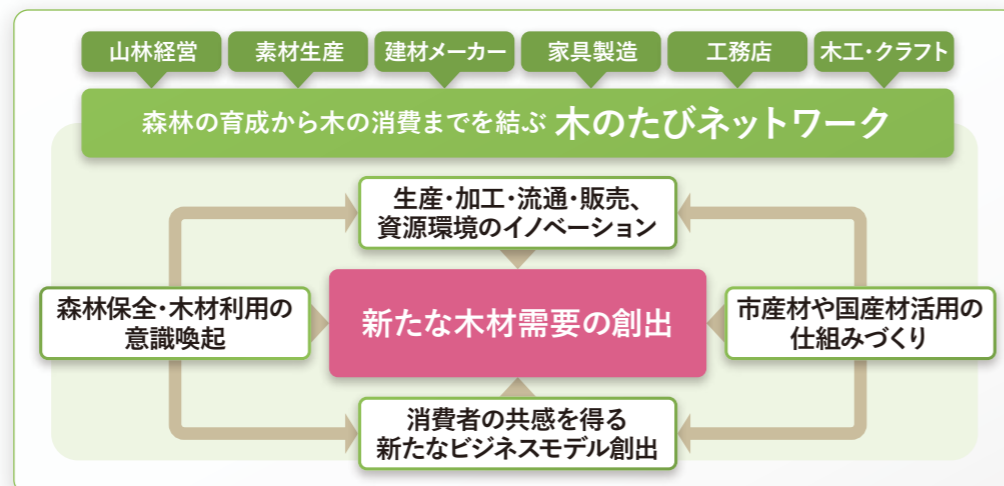 山林経営
素材生産
建材メーカー
家具製造
工務店
木工・クラフト
森林の育成から木の消費までを結ぶ 木のたびネットワーク
生産・加工・流通・販売、
資源環境のイノベーション
森林保全・木材利用の
意識喚起
新たな木材需要の創出
市産材や国産材活用の
仕組みづくり
消費者の共感を得る
新たなビジネスモデル創出